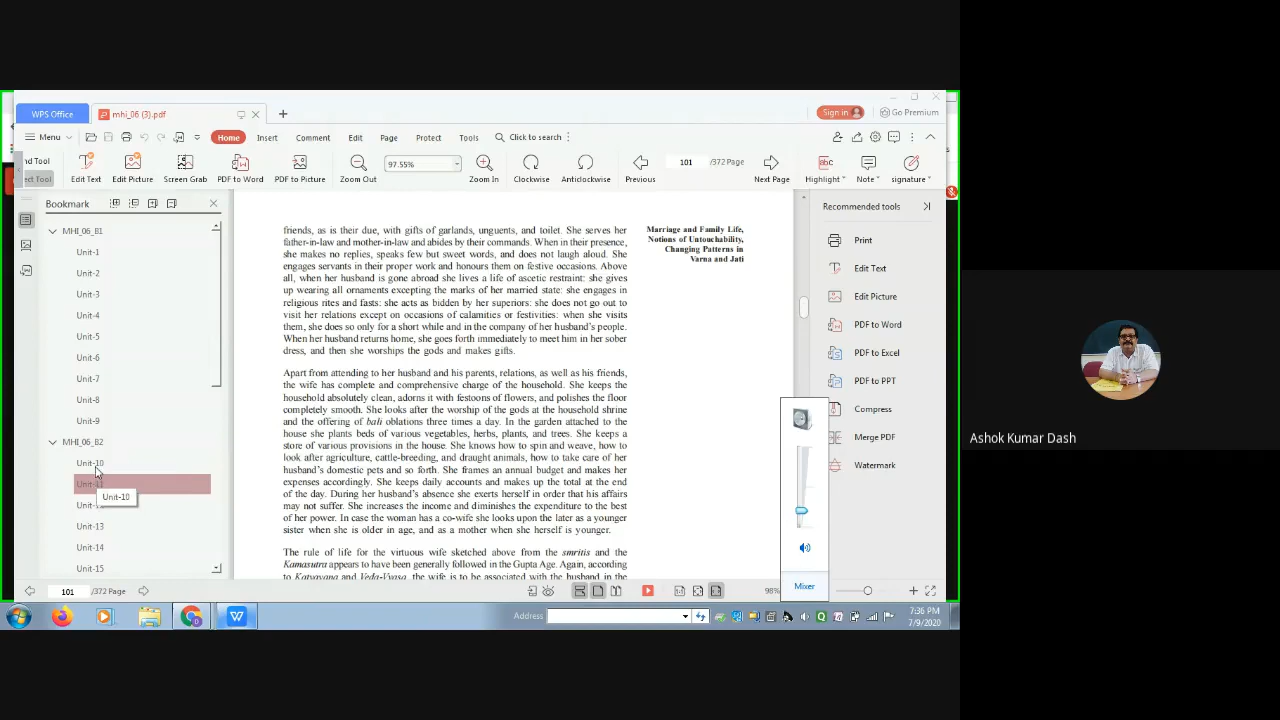 WPS Office
mhi_06 (3).pdf
Sign in
Go Premium
Menu
Home
Insert
Comment
Edit
Page
Protect
Tools
Click to search
nd Tool
ect Tool
Edit Text
Edit Picture
Screen Grab
PDF to Word
PDF to Picture
Zoom Out
97.55%
Zoom In
Clockwise
Anticlockwise
Previous
101
/372 Page
Next Page
Highlight
Note
signature
Bookmark
MHI_06_B1
Unit-1
Unit-2
Unit-3
Unit-4
Unit-5
Unit-6
Unit-7
Unit-8
Unit-9
MHI_06_B2
Unit-10
Unit-11
Unit-10
Unit-13
Unit-14
Unit-15
friends, as is their due, with gifts of garlands, unguents, and toilet. She serves her
father-in-law and mother-in-law and abides by their commands. When in their presence,
she makes no replies, speaks few but sweet words, and does not laugh aloud. She
engages servants in their proper work and honours them on festive occasions. Above
all, when her husband is gone abroad she lives a life of ascetic restraint: she gives
up wearing all ornaments excepting the marks of her married state: she engages in
religious rites and fasts: she acts as bidden by her superiors: she does not go out to
visit her relations except on occasions of calamities or festivities: when she visits
them, she does so only for a short while and in the company of her husband's people.
When her husband returns home, she goes forth immediately to meet him in her sober
dress, and then she worships the gods and makes gifts.
Apart from attending to her husband and his parents, relations, as well as his friends,
the wife has complete and comprehensive charge of the household. She keeps the
household absolutely clean, adorns it with festoons of flowers, and polishes the floor
completely smooth. She looks after the worship of the gods at the household shrine
and the offering of bali oblations three times a day. In the garden attached to the
house she plants beds of various vegetables, herbs, plants, and trees. She keeps a
store of various provisions in the house. She knows how to spin and weave, how to
look after agriculture, cattle-breeding, and draught animals, how to take care of her
husband's domestic pets and so forth. She frames an annual budget and makes her
expenses accordingly. She keeps daily accounts and makes up the total at the end
of the day. During her husband's absence she exerts herself in order that his affairs
may not suffer. She increases the income and diminishes the expenditure to the best
of her power. In case the woman has a co-wife she looks upon the later as a younger
sister when she is older in age, and as a mother when she herself is younger.
The rule of life for the virtuous wife sketched above from the smritis and the
Kamasutra appears to have been generally followed in the Gupta Age. Again, according
to Katyayana and Veda-Vyasa, the wife is to be associated with the husband in the
Marriage and Family Life,
Notions of Untouchability,
Changing Patterns in
Varna and Jati
Recommended tools
Print
Edit Text
Edit Picture
PDF to Word
PDF to Excel
PDF to PPT
Compress
Merge PDF
Watermark
Mixer
101
/372 Page
98%
Address
7:36 PM
7/9/2020
Ashok Kumar Dash